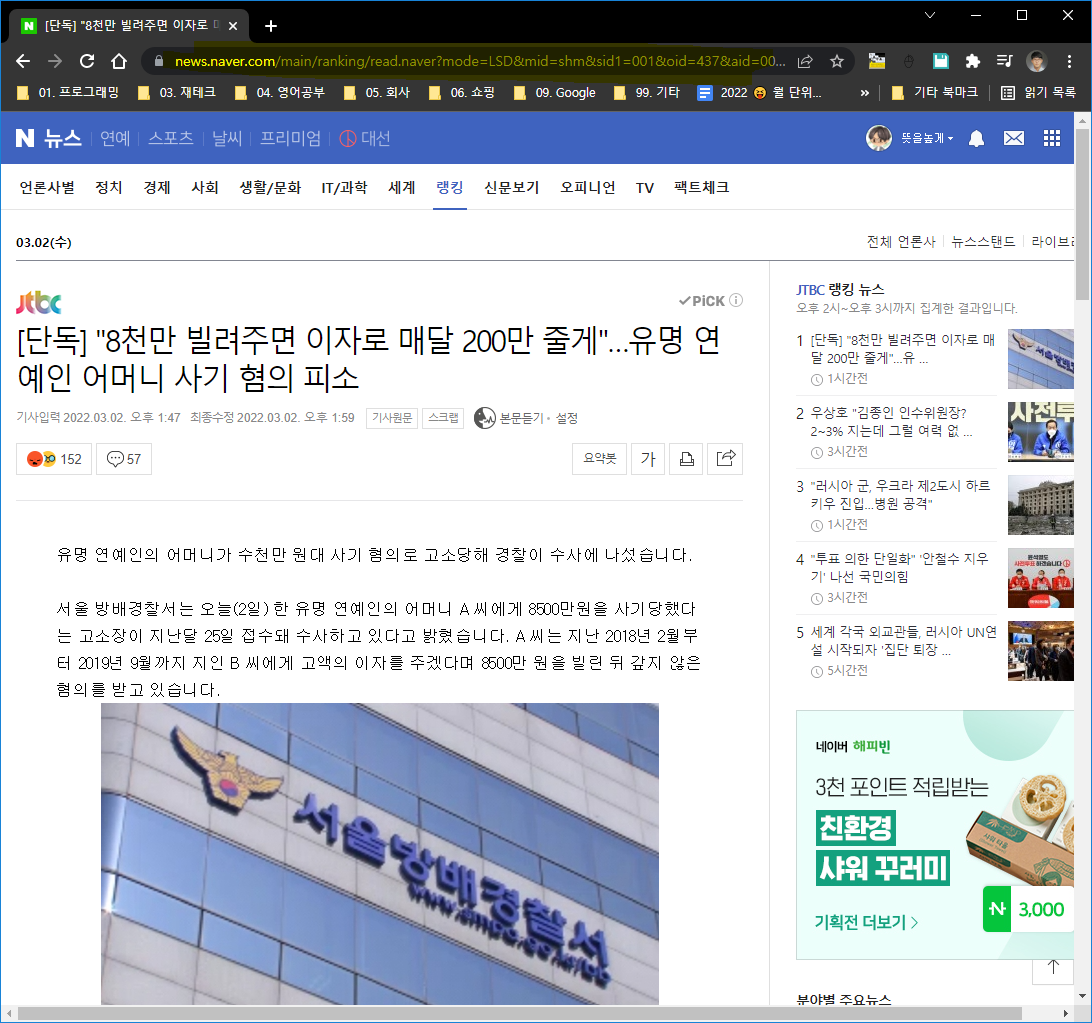 [단독] "8천만 빌려주면 이자로
news.naver.com/main/ranking/read.naver?mode=LSD&mid=shm&sid1=001&oid=437&aid=00...
01. 프로그래밍 03. 재테크 04. 영어공부 05. 회사 06. 쇼핑 09. Google 99. 기타 2022 😝 월 단위... » 기타 북마크 읽기 목록
N 뉴스 연예 스포츠 날씨 프리미엄 대선 뜻을높게
언론사별 정치 경제 사회 생활/문화 IT/과학 세계 랭킹 신문보기 오피니언 TV 팩트체크
03.02(수) 전체 언론사 뉴스스탠드 라이브러
jtbc
PiCK
[단독] "8천만 빌려주면 이자로 매달 200만 줄게"...유명 연
예인 어머니 사기 혐의 피소
기사입력 2022.03.02. 오후 1:47 최종수정 2022.03.02. 오후 1:59 기사원문 스크랩 본문듣기 · 설정
152 57 요약봇 가
유명 연예인의 어머니가 수천만 원대 사기 혐의로 고소당해 경찰이 수사에 나섰습니다.
서울 방배경찰서는 오늘(2일) 한 유명 연예인의 어머니 A 씨에게 8500만원을 사기당했다
는 고소장이 지난달 25일 접수돼 수사하고 있다고 밝혔습니다. A 씨는 지난 2018년 2월부
터 2019년 9월까지 지인 B 씨에게 고액의 이자를 주겠다며 8500만 원을 빌린 뒤 갚지 않은
혐의를 받고 있습니다.
서울방배경찰서
www.smpa.go.kr/bb
JTBC 랭킹 뉴스
오후 2시~오후 3시까지 집계한 결과입니다.
1 [단독] "8천만 빌려주면 이자로 매
달 200만 줄게"...유 ...
1시간전
2 우상호 "김종인 인수위원장?
2~3% 지는데 그럴 여력 없 ...
3시간전
3 "러시아 군, 우크라 제2도시 하르
키우 진입...병원 공격"
1시간전
4 "투표 의한 단일화" '안철수 지우
기' 나선 국민의힘
3시간전
5 세계 각국 외교관들, 러시아 UN연
설 시작되자 '집단 퇴장 ...
5시간전
네이버 해피빈
3천 포인트 적립받는
친환경
샤워 꾸러미
기획전 더보기 >
N 3,000
분야별 주요뉴스